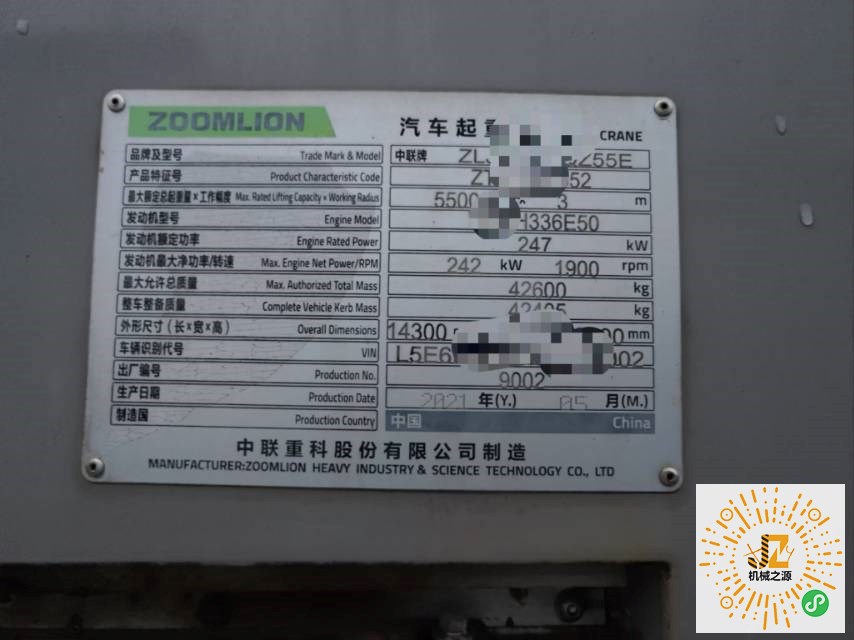 ZOOMLION 汽车起重 CRANE
品牌及型号 Trade Mark & Model 中联牌 Z55E
产品特征号 Product Characteristic Code 52
最大额定总起重量×工作幅度 Max. Rated Lifting Capacity × Working Radius 5500 3 m
发动机型号 Engine Model H336E50
发动机额定功率 Engine Rated Power 247 kW
发动机最大净功率/转速 Max. Engine Net Power/RPM 242 kW 1900 rpm
最大允许总质量 Max. Authorized Total Mass 42600 kg
整车整备质量 Complete Vehicle Kerb Mass 42405 kg
外形尺寸(长×宽×高) Overall Dimensions 14300 mm
车辆识别代号 VIN L5E6 002
出厂编号 Production No. 9002
生产日期 Production Date 2021 年(Y.) 05 月(M.)
制造国 Production Country 中国 China
中联重科股份有限公司制造
MANUFACTURER:ZOOMLION HEAVY INDUSTRY & SCIENCE TECHNOLOGY CO., LTD
JZ
机械之源